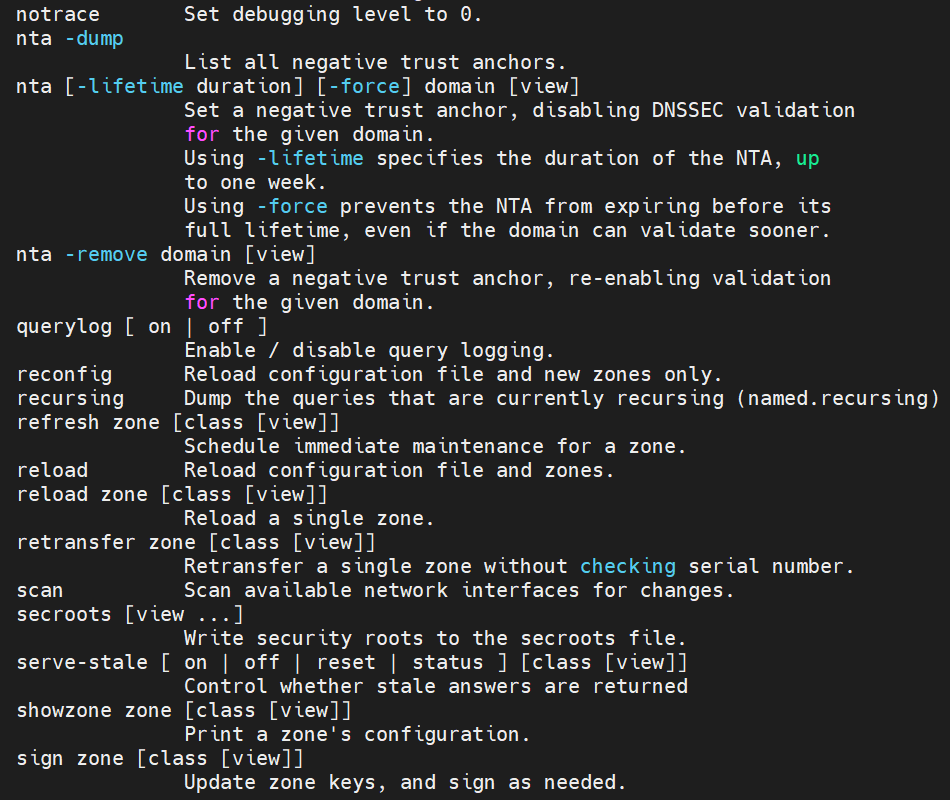 notrace       Set debugging level to 0.
nta -dump
              List all negative trust anchors.
nta [-lifetime duration] [-force] domain [view]
              Set a negative trust anchor, disabling DNSSEC validation
              for the given domain.
              Using -lifetime specifies the duration of the NTA, up
              to one week.
              Using -force prevents the NTA from expiring before its
              full lifetime, even if the domain can validate sooner.
nta -remove domain [view]
              Remove a negative trust anchor, re-enabling validation
              for the given domain.
querylog [ on | off ]
              Enable / disable query logging.
reconfig      Reload configuration file and new zones only.
recursing     Dump the queries that are currently recursing (named.recursing)
refresh zone [class [view]]
              Schedule immediate maintenance for a zone.
reload        Reload configuration file and zones.
reload zone [class [view]]
              Reload a single zone.
retransfer zone [class [view]]
              Retransfer a single zone without checking serial number.
scan          Scan available network interfaces for changes.
secroots [view ...]
              Write security roots to the secroots file.
serve-stale [ on | off | reset | status ] [class [view]]
              Control whether stale answers are returned
showzone zone [class [view]]
              Print a zone's configuration.
sign zone [class [view]]
              Update zone keys, and sign as needed.